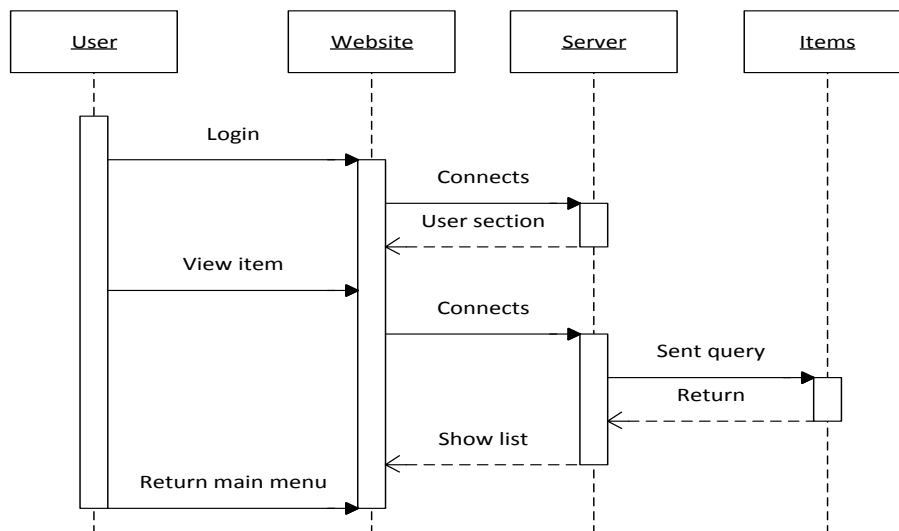 User
Website
Server
Items
Login
Connects
User section
View item
Connects
Sent query
Return
Show list
Return main menu